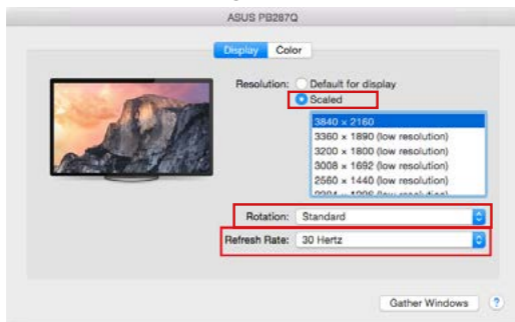 ASUS PB287Q
Display Color
Resolution: Default for display
Scaled
3840 × 2160
3360 × 1890 (low resolution)
3200 × 1800 (low resolution)
3008 × 1692 (low resolution)
2560 × 1440 (low resolution)
Rotation: Standard
Refresh Rate: 30 Hertz
Gather Windows ?